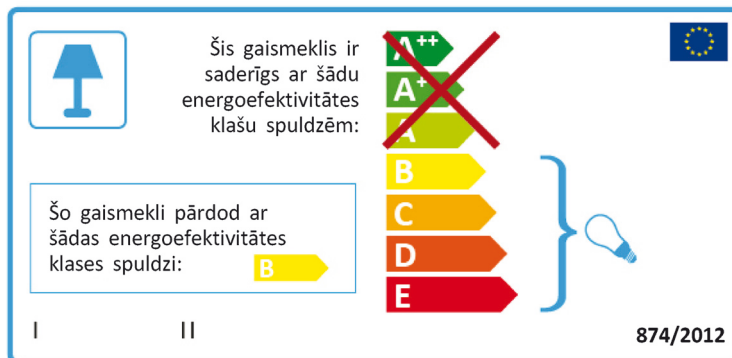 Šis gaismeklis ir
saderīgs ar šādu
energoefektivitātes
klašu spuldzēm:
A++
A+
A
B
C
D
E
Šo gaismekli pārdod ar
šādas energoefektivitātes
klases spuldzi:
B
I II
874/2012